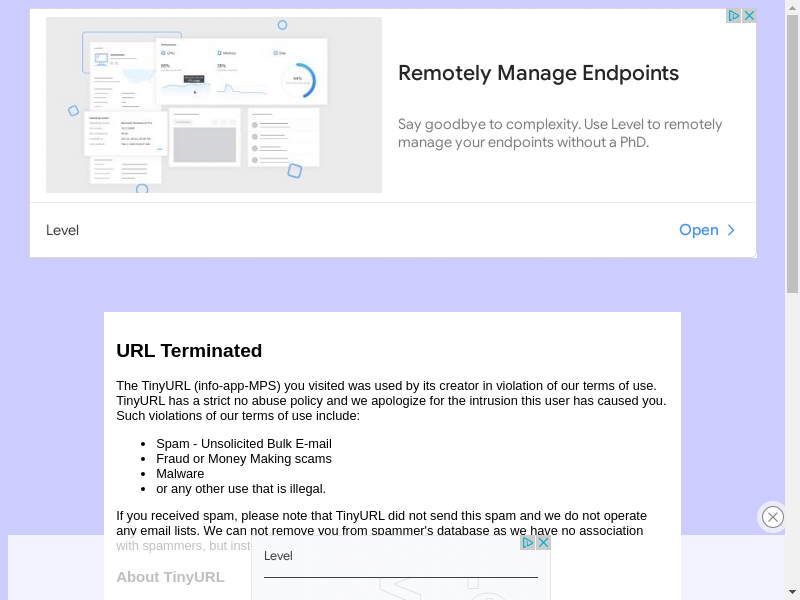 Remotely Manage Endpoints
Say goodbye to complexity. Use Level to remotely
manage your endpoints without a PhD.
Level
Open
URL Terminated
The TinyURL (info-app-MPS) you visited was used by its creator in violation of our terms of use.
TinyURL has a strict no abuse policy and we apologize for the intrusion this user has caused you.
Such violations of our terms of use include:
Spam - Unsolicited Bulk E-mail
Fraud or Money Making scams
Malware
or any other use that is illegal.
If you received spam, please note that TinyURL did not send this spam and we do not operate
any email lists. We can not remove you from spammer's database as we have no association
with spammers, but inst
Level
About TinyURL